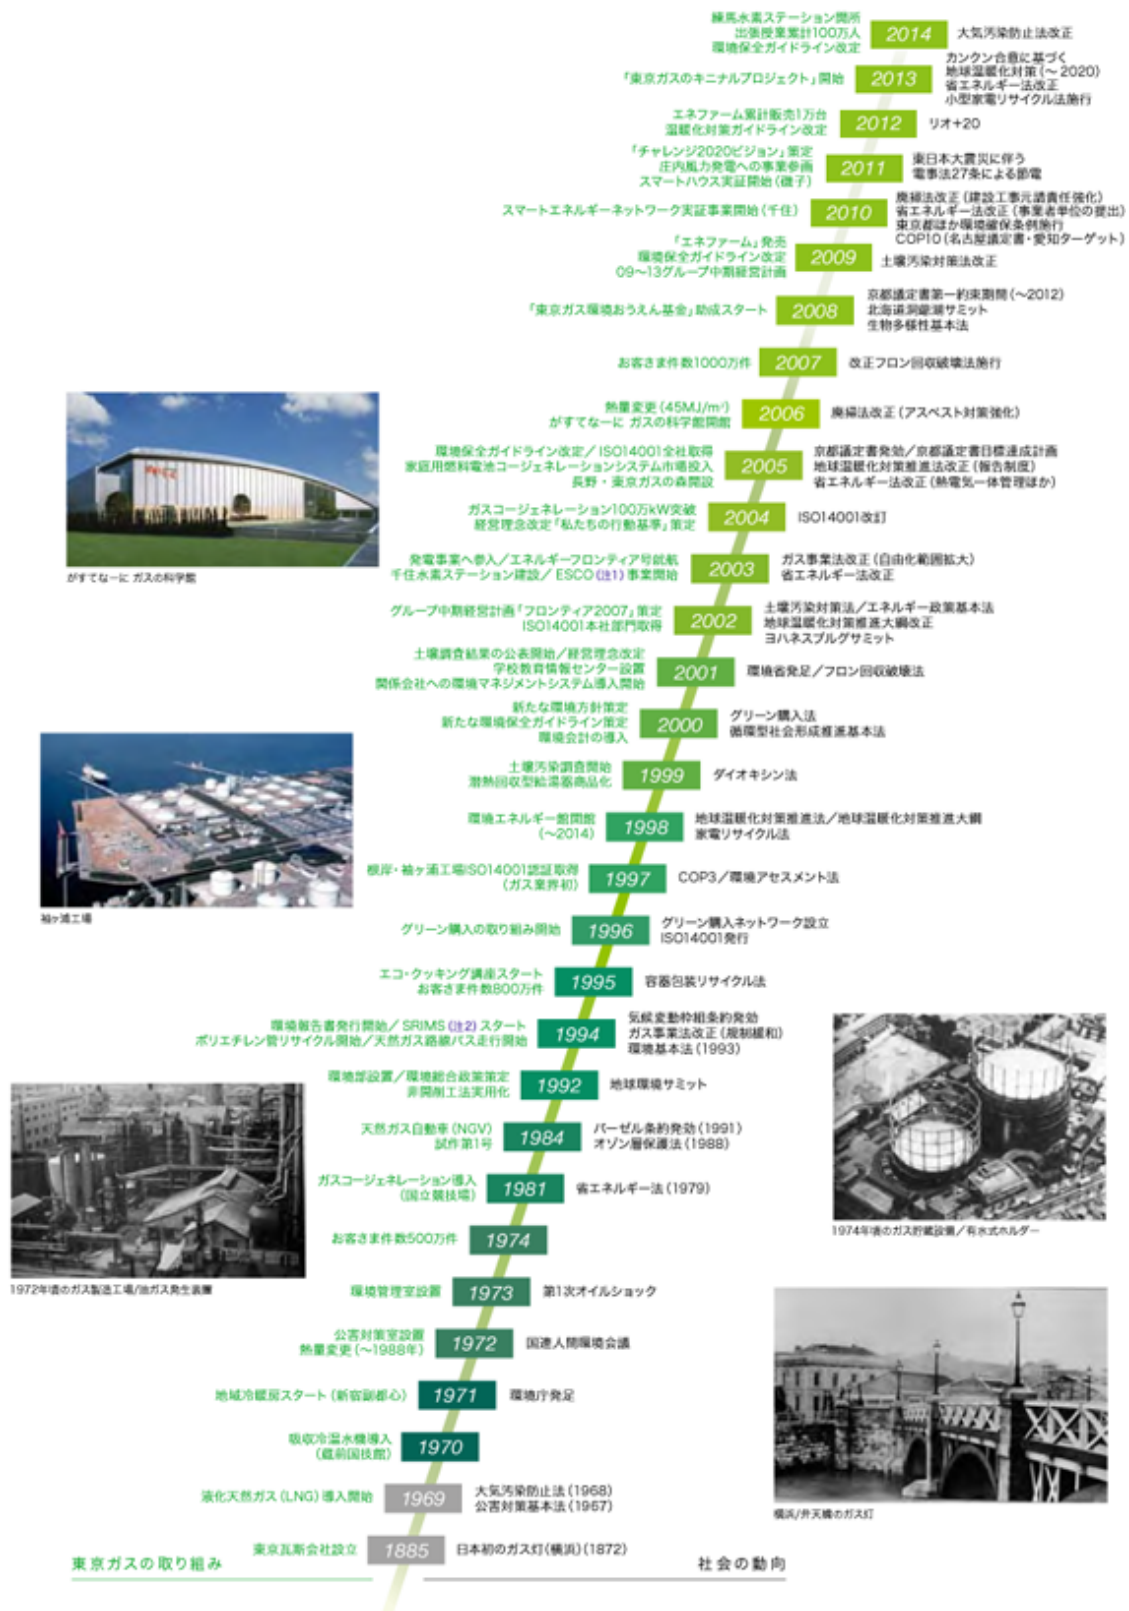 練馬水素ステーション開所
出張授業累計100万人
環境保全ガイドライン改定
2014
大気汚染防止法改正
「東京ガスのキニナルプロジェクト」開始
2013
カンクン合意に基づく
地球温暖化対策(～2020)
省エネルギー法改正
小型家電リサイクル法施行
エネファーム累計販売1万台
温暖化対策ガイドライン改定
2012
リオ+20
「チャレンジ2020ビジョン」策定
庄内風力発電への事業参画
スマートハウス実証開始(磯子)
2011
東日本大震災に伴う
電事法27条による節電
スマートエネルギーネットワーク実証事業開始(千住)
2010
廃掃法改正(建設工事元請責任強化)
省エネルギー法改正(事業者単位の提出)
東京都ほか環境確保条例施行
COP10(名古屋議定書・愛知ターゲット)
「エネファーム」発売
環境保全ガイドライン改定
09～13グループ中期経営計画
2009
土壌汚染対策法改正
「東京ガス環境おうえん基金」助成スタート
2008
京都議定書第一約束期間(～2012)
北海道洞爺湖サミット
生物多様性基本法
お客さま件数1000万件
2007
改正フロン回収破壊法施行
熱量変更(45MJ/m³)
がすてなーに ガスの科学館開館
2006
廃掃法改正(アスベスト対策強化)
環境保全ガイドライン改定／ISO14001全社取得
家庭用燃料電池コージェネレーションシステム市場投入
長野・東京ガスの森開設
2005
京都議定書発効／京都議定書目標達成計画
地球温暖化対策推進法改正(報告制度)
省エネルギー法改正(熱電気一体管理ほか)
ガスコージェネレーション100万kW突破
経営理念改定「私たちの行動基準」策定
2004
ISO14001改訂
がすてなーに ガスの科学館
発電事業へ参入／エネルギーフロンティア号就航
千住水素ステーション建設／ESCO(注1)事業開始
2003
ガス事業法改正(自由化範囲拡大)
省エネルギー法改正
グループ中期経営計画「フロンティア2007」策定
ISO14001本社部門取得
2002
土壌汚染対策法／エネルギー政策基本法
地球温暖化対策推進大綱改正
ヨハネスブルグサミット
土壌調査結果の公表開始／経営理念改定
学校教育情報センター設置
関係会社への環境マネジメントシステム導入開始
2001
環境省発足／フロン回収破壊法
新たな環境方針策定
新たな環境保全ガイドライン策定
環境会計の導入
2000
グリーン購入法
循環型社会形成推進基本法
土壌汚染調査開始
潜熱回収型給湯器商品化
1999
ダイオキシン法
環境エネルギー館開館
(～2014)
1998
地球温暖化対策推進法／地球温暖化対策推進大綱
家電リサイクル法
根岸・袖ヶ浦工場ISO14001認証取得
(ガス業界初)
1997
COP3／環境アセスメント法
袖ヶ浦工場
グリーン購入の取り組み開始
1996
グリーン購入ネットワーク設立
ISO14001発行
エコ・クッキング講座スタート
お客さま件数800万件
1995
容器包装リサイクル法
環境報告書発行開始／SRIMS(注2)スタート
ポリエチレン管リサイクル開始／天然ガス路線バス走行開始
1994
気候変動枠組条約発効
ガス事業法改正(規制緩和)
環境基本法(1993)
環境部設置／環境総合政策策定
非開削工法実用化
1992
地球環境サミット
天然ガス自動車(NGV)
試作第1号
1984
バーゼル条約発効(1991)
オゾン層保護法(1988)
ガスコージェネレーション導入
(国立競技場)
1981
省エネルギー法(1979)
1974年頃のガス貯蔵設備／有水式ホルダー
お客さま件数500万件
1974
1972年頃のガス製造工場/油ガス発生装置
環境管理室設置
1973
第1次オイルショック
公害対策室設置
熱量変更(～1988年)
1972
国連人間環境会議
地域冷暖房スタート(新宿副都心)
1971
環境庁発足
吸収冷温水機導入
(蔵前国技館)
1970
液化天然ガス(LNG)導入開始
1969
大気汚染防止法(1968)
公害対策基本法(1967)
横浜/弁天橋のガス灯
東京瓦斯会社設立
1885
日本初のガス灯(横浜)(1872)
東京ガスの取り組み
社会の動向